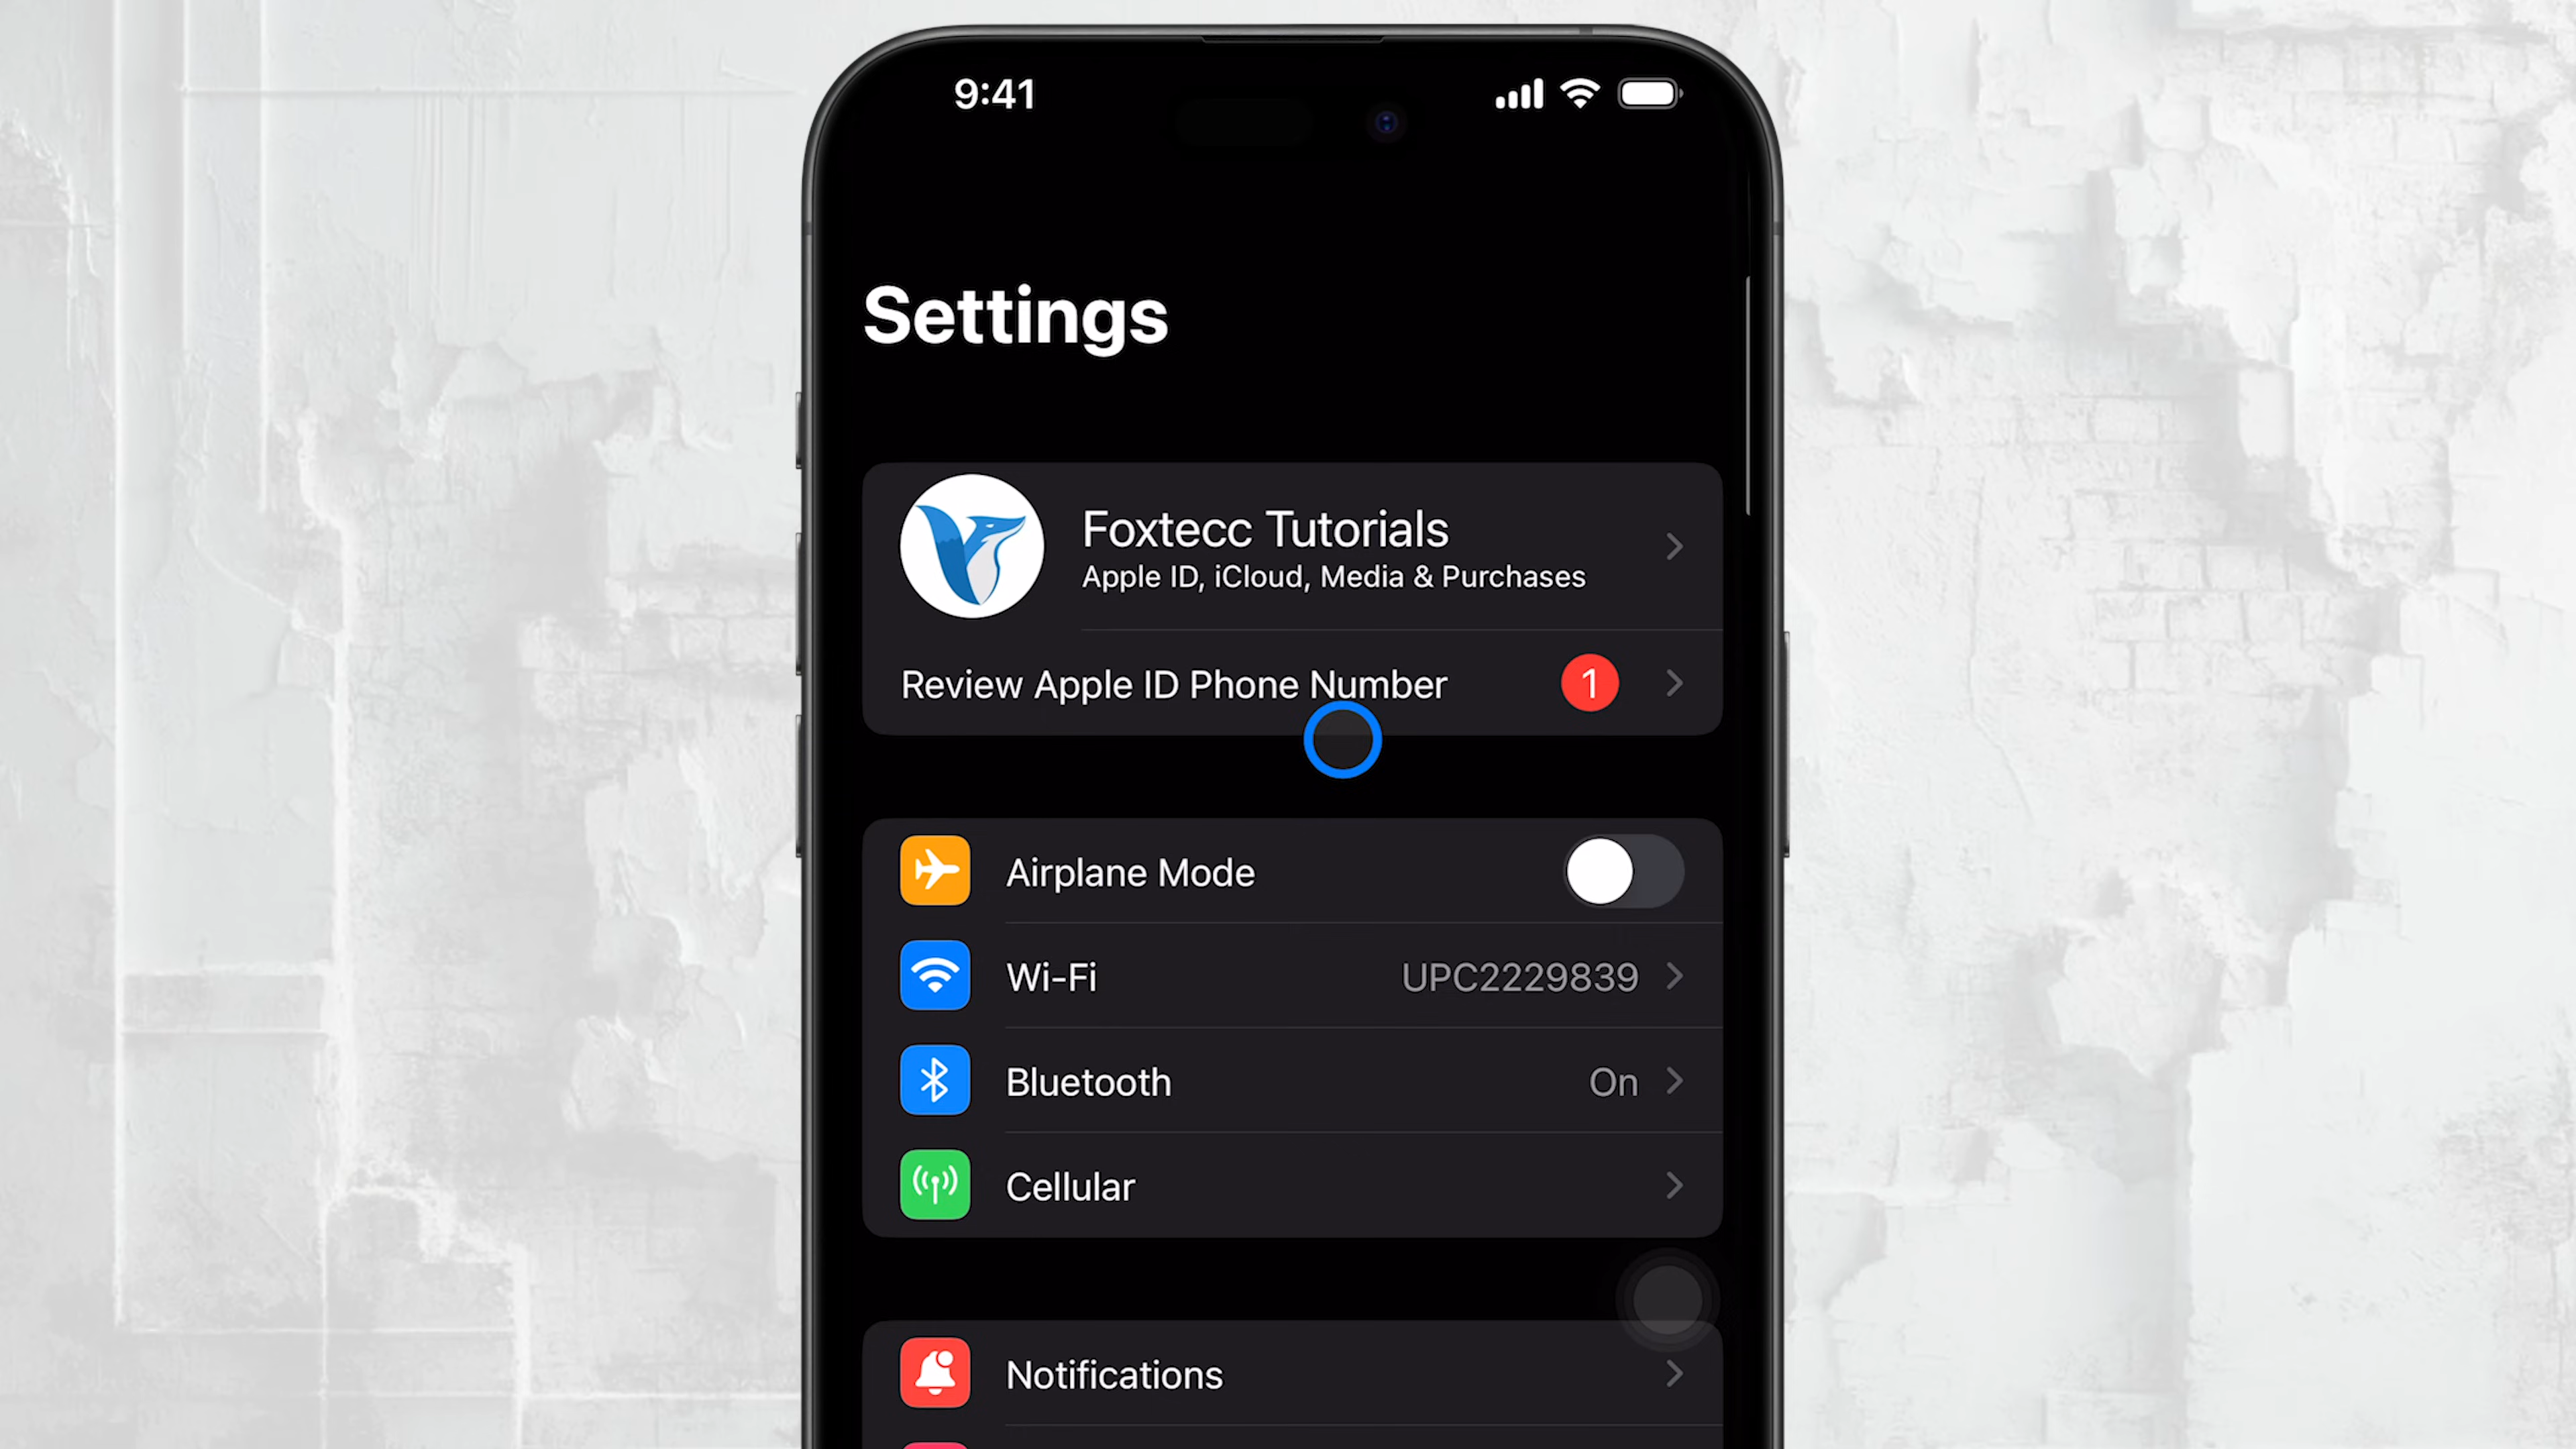 9:41
Settings
Foxtecc Tutorials
Apple ID, iCloud, Media & Purchases
Review Apple ID Phone Number 1
Airplane Mode
Wi-Fi UPC2229839
Bluetooth On
Cellular
Notifications